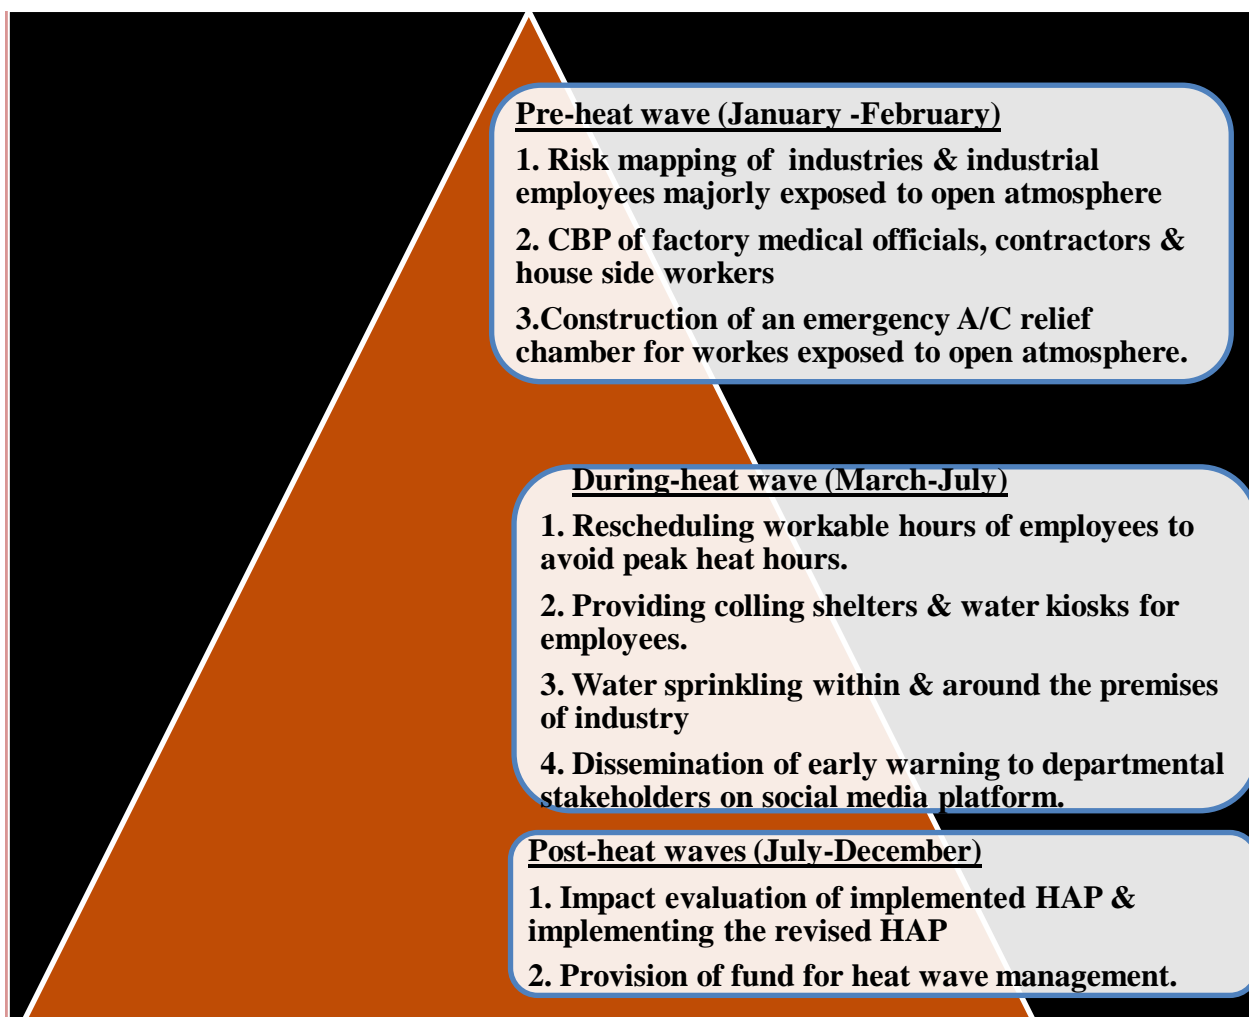 Pre-heat wave (January -February)
1. Risk mapping of  industries & industrial
employees majorly exposed to open atmosphere
2. CBP of factory medical officials, contractors &
house side workers
3.Construction of an emergency A/C relief
chamber for workes exposed to open atmosphere.
During-heat wave (March-July)
1. Rescheduling workable hours of employees to
avoid peak heat hours.
2. Providing colling shelters & water kiosks for
employees.
3. Water sprinkling within & around the premises
of industry
4. Dissemination of early warning to departmental
stakeholders on social media platform.
Post-heat waves (July-December)
1. Impact evaluation of implemented HAP &
implementing the revised HAP
2. Provision of fund for heat wave management.